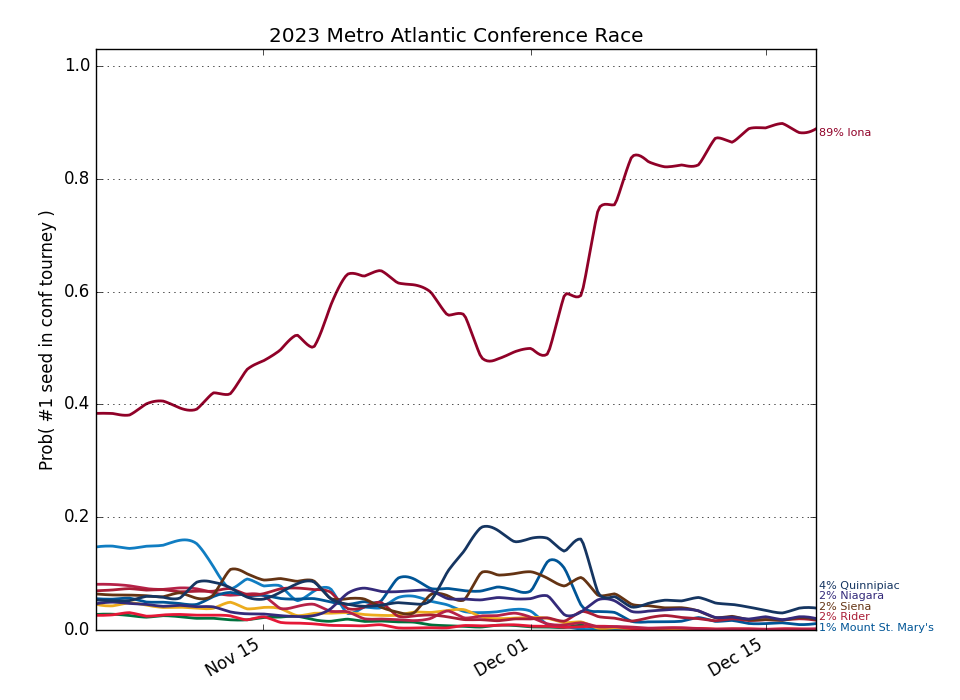 2023 Metro Atlantic Conference Race
Prob( #1 seed in conf tourney )
1.0
0.8
0.6
0.4
0.2
0.0
Nov 15
Dec 01
Dec 15
89% Iona
4% Quinnipiac
2% Niagara
2% Siena
2% Rider
1% Mount St. Mary's